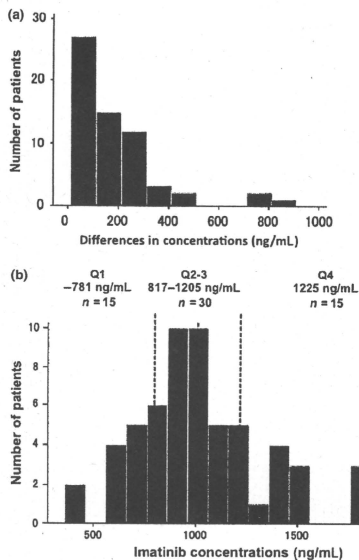 (a)
30
20
10
0
Number of patients
0 200 400 600 800 1000
Differences in concentrations (ng/mL)
(b)
Q1 Q2-3 Q4
–781 ng/mL 817–1205 ng/mL 1225 ng/mL
n = 15 n = 30 n = 15
10
8
6
4
2
0
Number of patients
500 1000 1500
Imatinib concentrations (ng/mL)